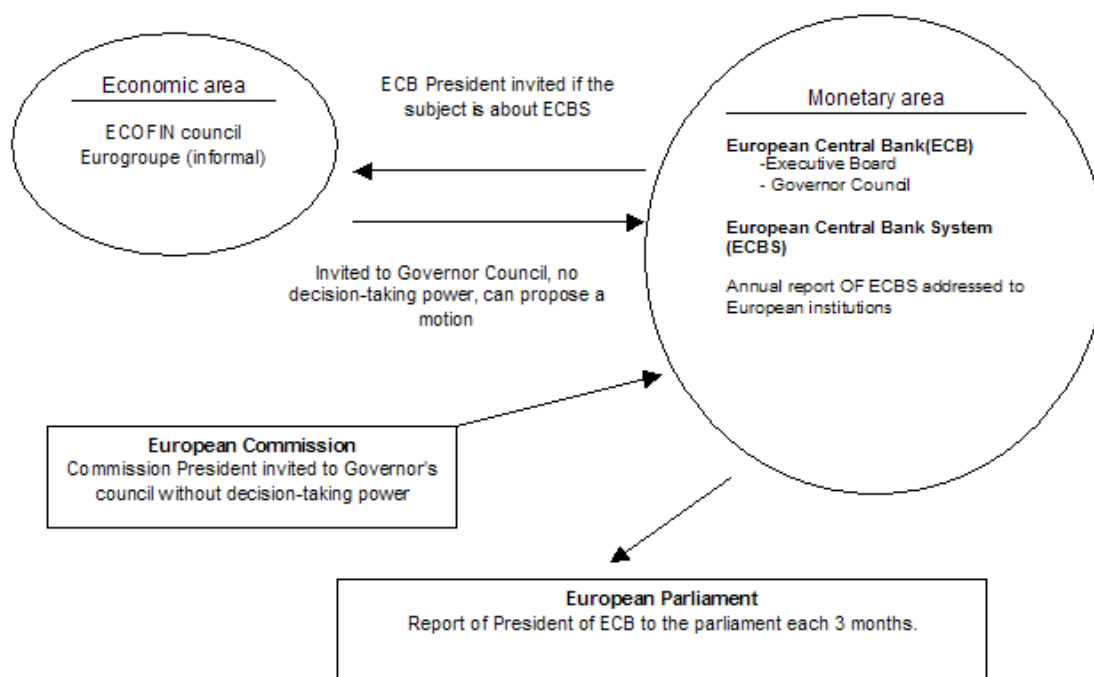 Economic area
ECOFIN council
Eurogroupe (informal)
ECB President invited if the
subject is about ECBS
Invited to Governor Council, no
decision-taking power, can propose a
motion
Monetary area
European Central Bank(ECB)
-Executive Board
- Governor Council
European Central Bank System
(ECBS)
Annual report OF ECBS addressed to
European institutions
European Commission
Commission President invited to Governor's
council without decision-taking power
European Parliament
Report of President of ECB to the parliament each 3 months.